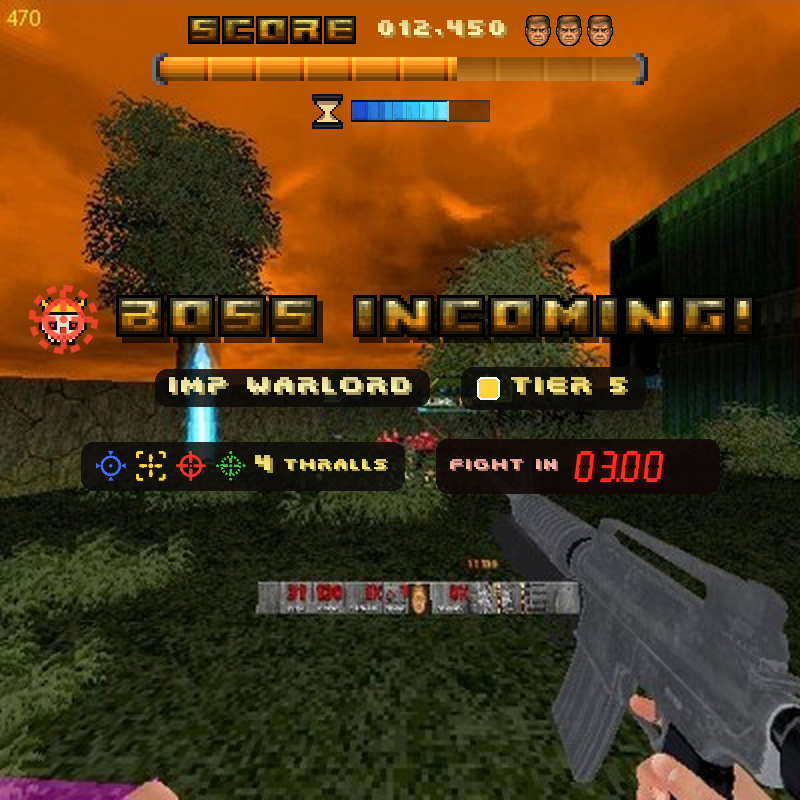 470
SCORE 012,450
BOSS INCOMING!
IMP WARLORD TIER 5
4 THRALLS FIGHT IN 03.00